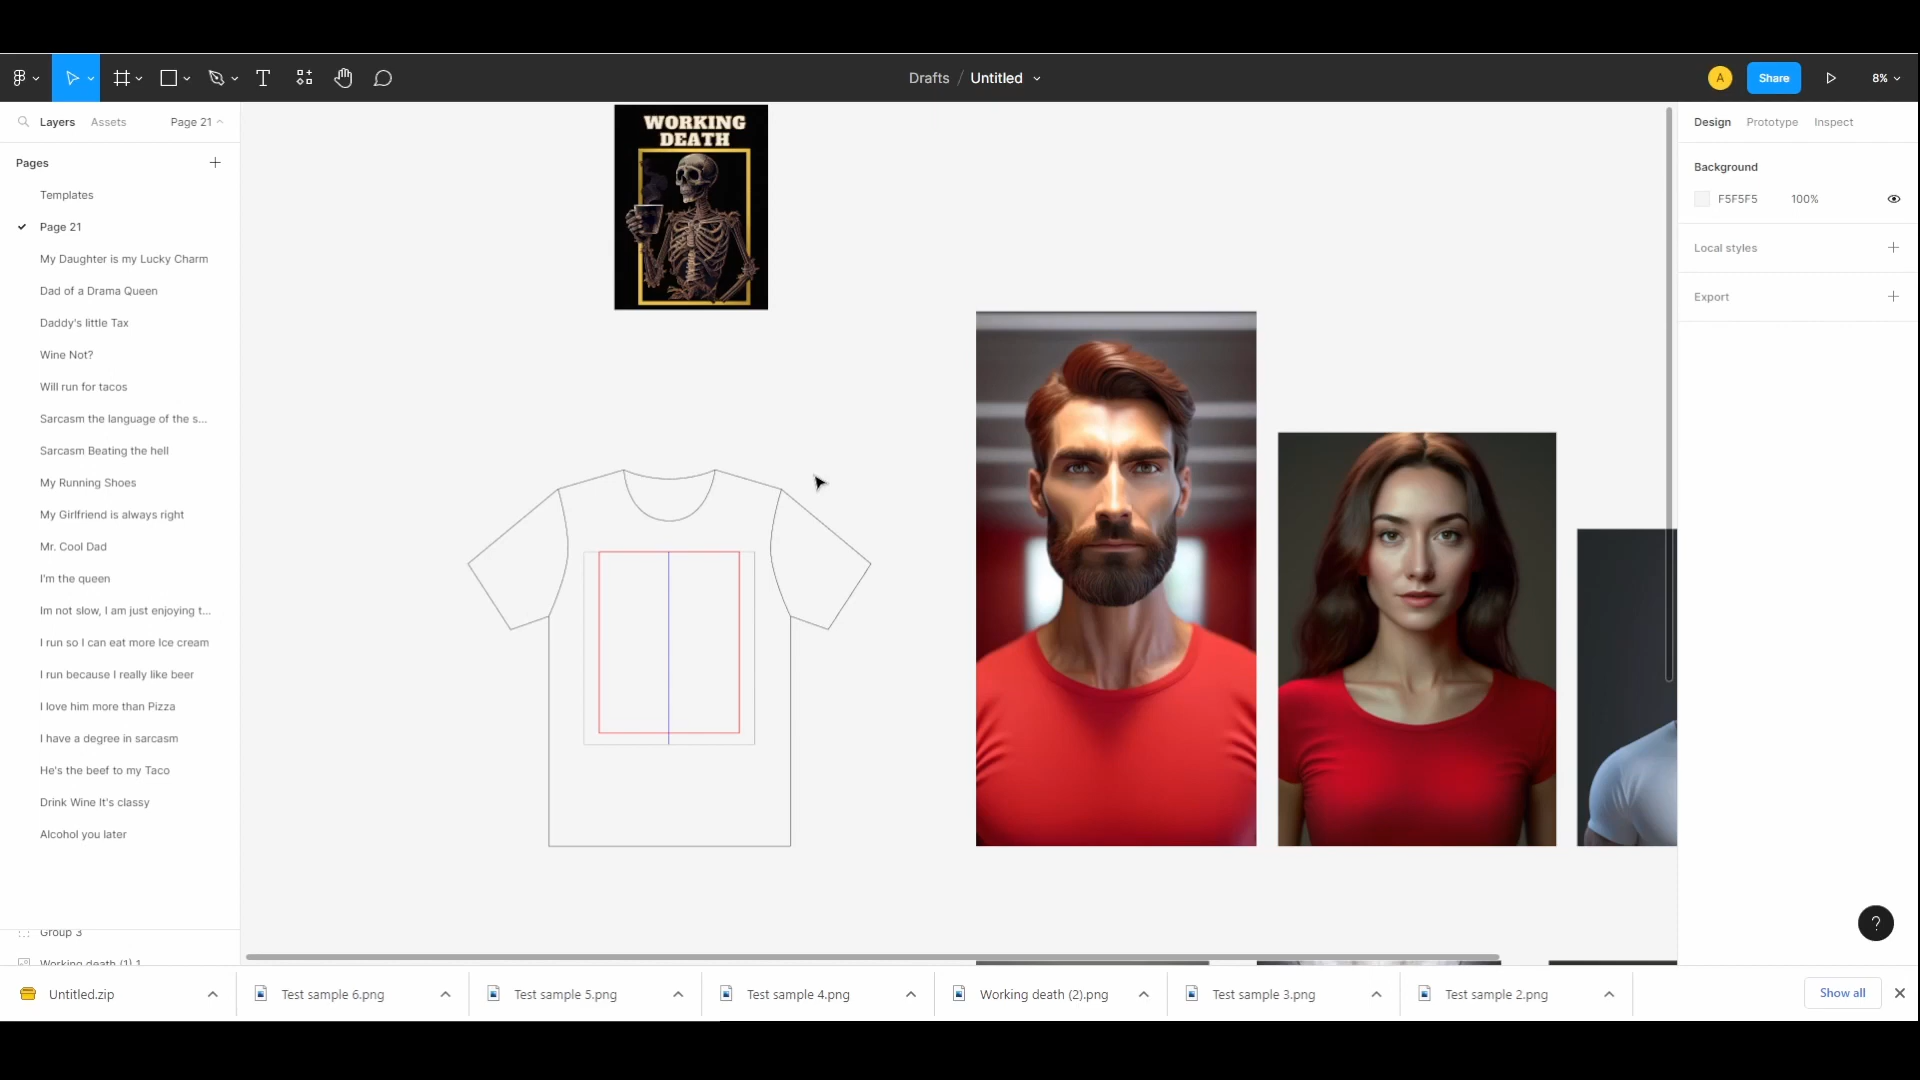 Drafts / Untitled
A
Share
8%
Layers
Assets
Page 21
Pages
Templates
Page 21
My Daughter is my Lucky Charm
Dad of a Drama Queen
Daddy's little Tax
Wine Not?
Will run for tacos
Sarcasm the language of the s...
Sarcasm Beating the hell
My Running Shoes
My Girlfriend is always right
Mr. Cool Dad
I'm the queen
Im not slow, I am just enjoying t...
I run so I can eat more Ice cream
I run because I really like beer
I love him more than Pizza
I have a degree in sarcasm
He's the beef to my Taco
Drink Wine It's classy
Alcohol you later
Group 3
Working death (1) 1
WORKING
DEATH
Design
Prototype
Inspect
Background
F5F5F5
100%
Local styles
Export
?
Untitled.zip
Test sample 6.png
Test sample 5.png
Test sample 4.png
Working death (2).png
Test sample 3.png
Test sample 2.png
Show all